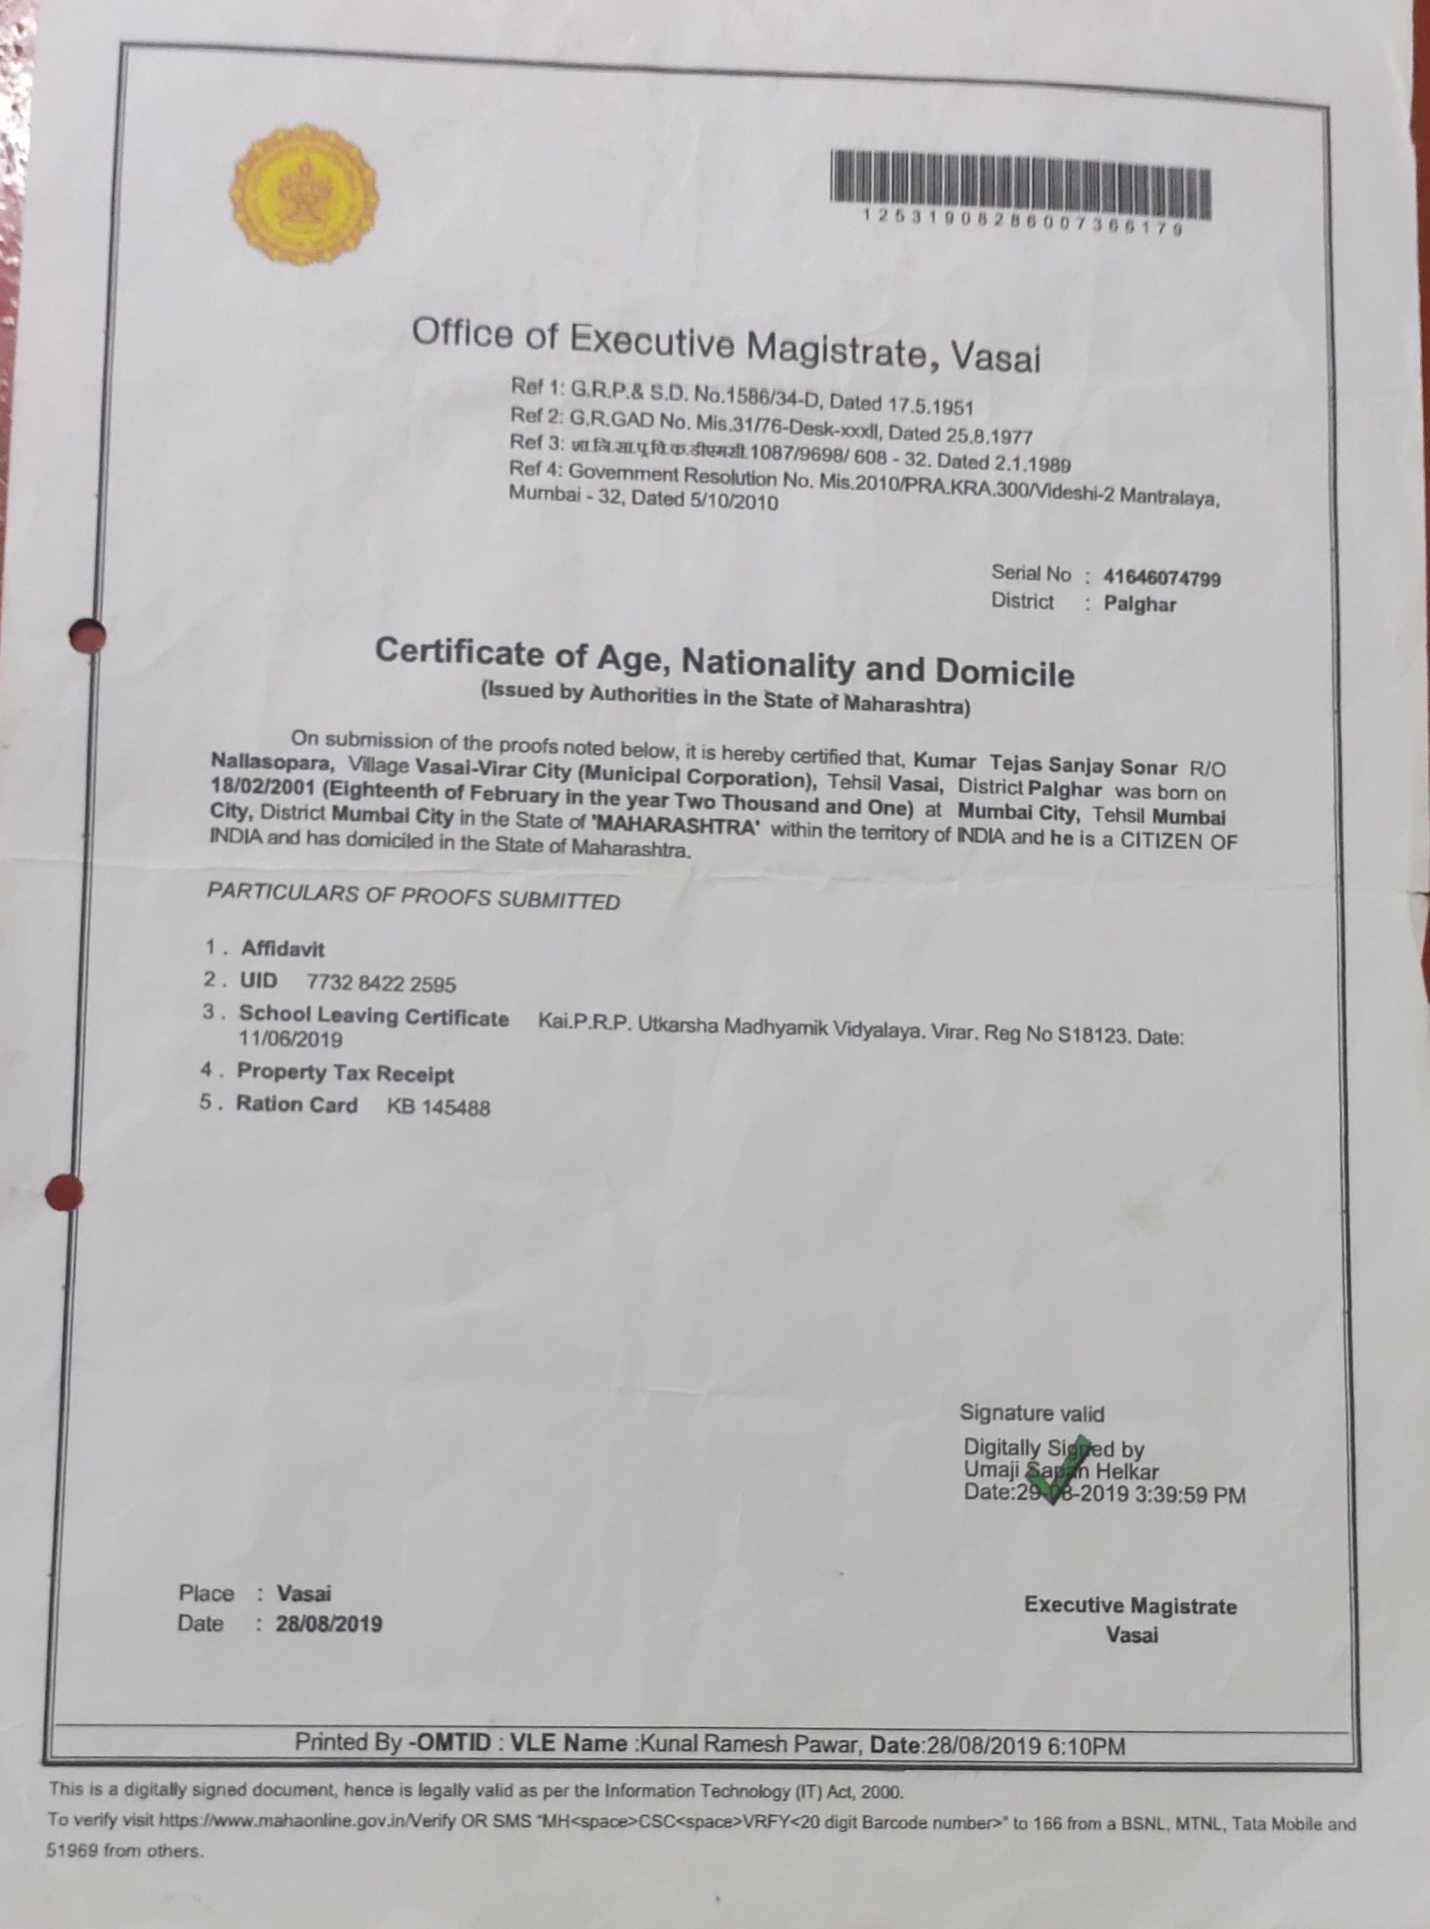 12531908286007366179
Office of Executive Magistrate, Vasai
Ref 1: G.R.P.& S.D. No.1586/34-D, Dated 17.5.1951
Ref 2: G.R.GAD No. Mis.31/76-Desk-xxxII, Dated 25.8.1977
Ref 3: जा.नि.सा.पू.वि.क.डीएमसी.1087/9698/ 608 - 32. Dated 2.1.1989
Ref 4: Government Resolution No. Mis.2010/PRA.KRA.300/Videshi-2 Mantralaya,
Mumbai - 32, Dated 5/10/2010
Serial No : 41646074799
District : Palghar
Certificate of Age, Nationality and Domicile
(Issued by Authorities in the State of Maharashtra)
On submission of the proofs noted below, it is hereby certified that, Kumar Tejas Sanjay Sonar R/O
Nallasopara, Village Vasai-Virar City (Municipal Corporation), Tehsil Vasai, District Palghar was born on
18/02/2001 (Eighteenth of February in the year Two Thousand and One) at Mumbai City, Tehsil Mumbai
City, District Mumbai City in the State of 'MAHARASHTRA' within the territory of INDIA and he is a CITIZEN OF
INDIA and has domiciled in the State of Maharashtra.
PARTICULARS OF PROOFS SUBMITTED
1 . Affidavit
2 . UID 7732 8422 2595
3 . School Leaving Certificate Kai.P.R.P. Utkarsha Madhyamik Vidyalaya. Virar. Reg No S18123. Date:
11/06/2019
4 . Property Tax Receipt
5 . Ration Card KB 145488
Signature valid
Digitally Signed by
Umaji Sapan Helkar
Date:29-08-2019 3:39:59 PM
Place : Vasai
Date : 28/08/2019
Executive Magistrate
Vasai
Printed By -OMTID : VLE Name :Kunal Ramesh Pawar, Date:28/08/2019 6:10PM
This is a digitally signed document, hence is legally valid as per the Information Technology (IT) Act, 2000.
To verify visit https://www.mahaonline.gov.in/Verify OR SMS "MH<space>CSC<space>VRFY<20 digit Barcode number>" to 166 from a BSNL, MTNL, Tata Mobile and
51969 from others.